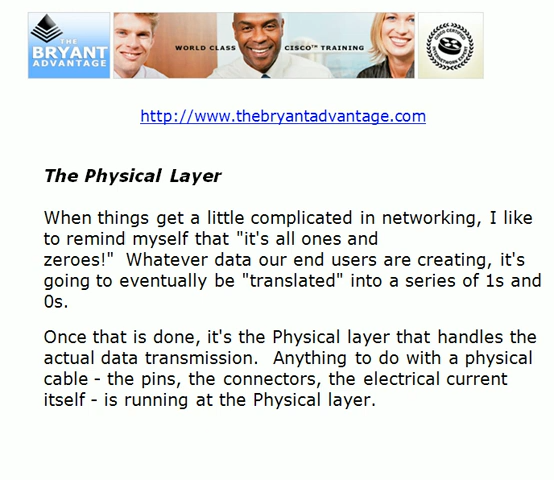 THE
BRYANT
ADVANTAGE
WORLD CLASS CISCO™ TRAINING
CISCO CERTIFIED
INTERNETWORK EXPERT
http://www.thebryantadvantage.com
The Physical Layer
When things get a little complicated in networking, I like
to remind myself that "it's all ones and
zeroes!" Whatever data our end users are creating, it's
going to eventually be "translated" into a series of 1s and
0s.
Once that is done, it's the Physical layer that handles the
actual data transmission. Anything to do with a physical
cable - the pins, the connectors, the electrical current
itself - is running at the Physical layer.